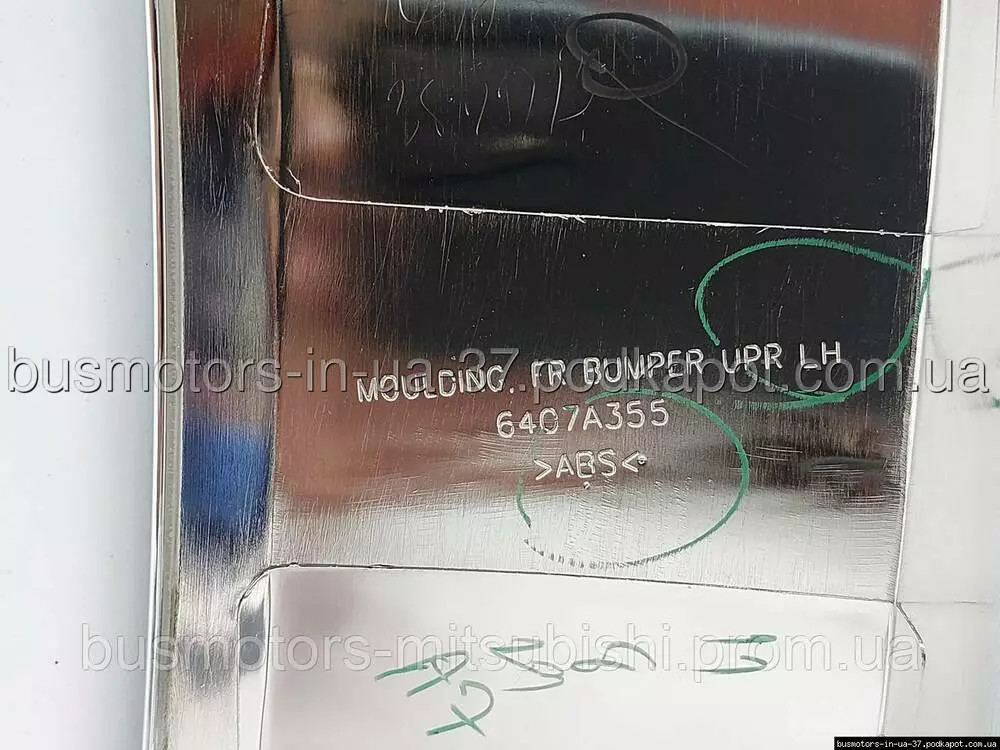 busmotors-in-ua-37.podkapot.com.ua
MOULDING, FR BUMPER UPR LH
6407A355
>ABS<
busmotors-mitsubishi.prom.ua
busmotors-in-ua-37.podkapot.com.ua